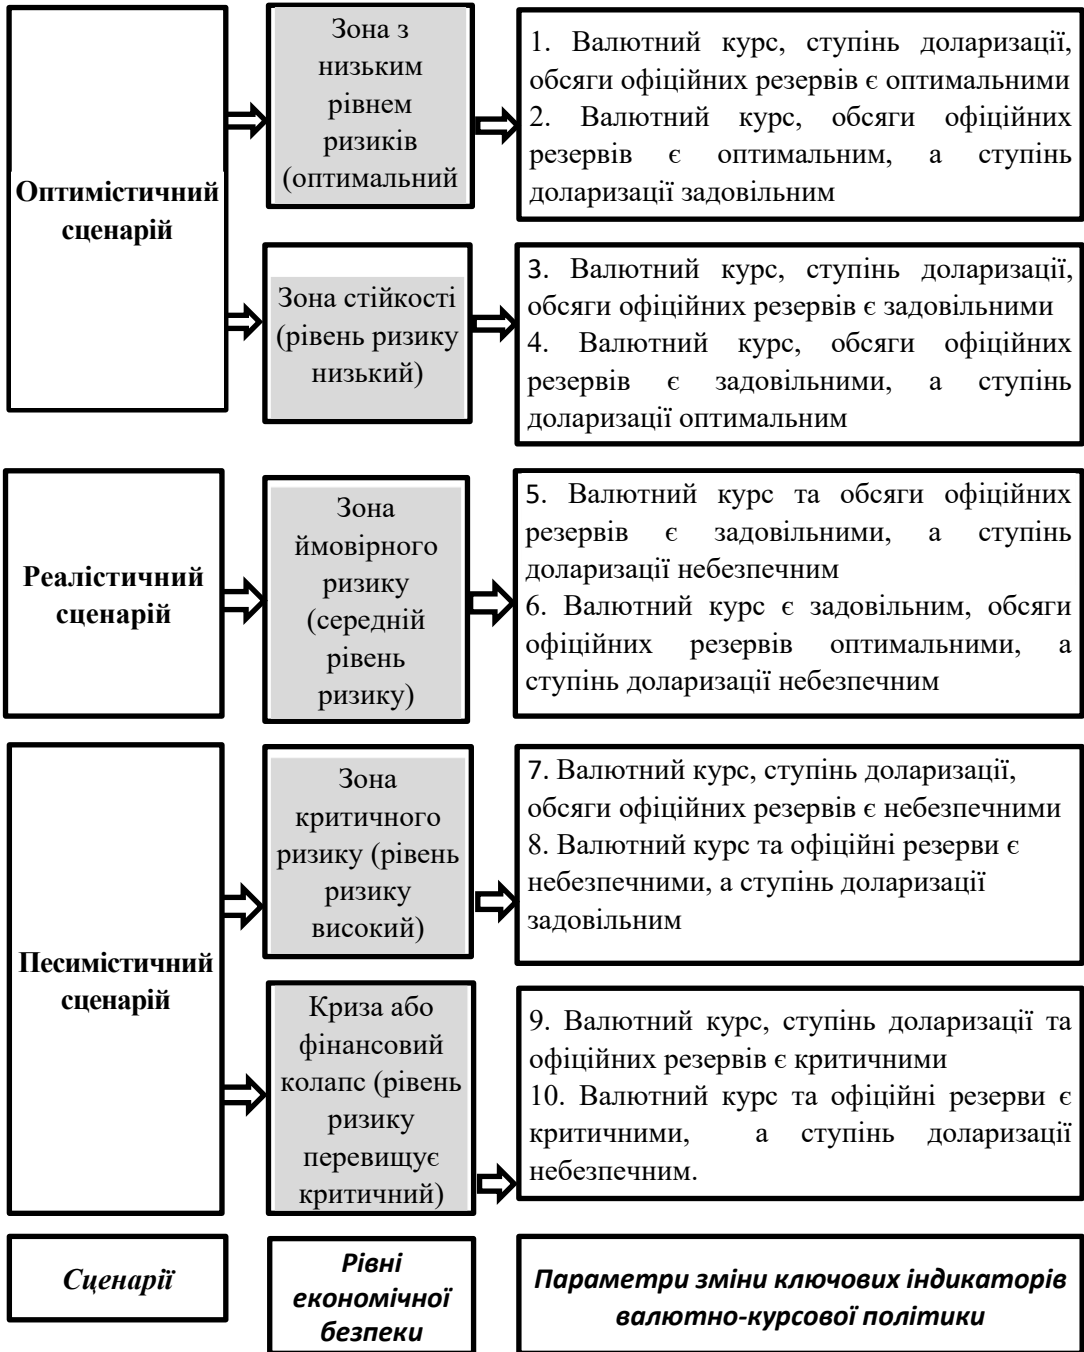 Оптимістичний
сценарій
Зона з
низьким
рівнем
ризиків
(оптимальний
1. Валютний курс, ступінь доларизації,
обсяги офіційних резервів є оптимальними
2. Валютний курс, обсяги офіційних
резервів є оптимальним, а ступінь
доларизації задовільним
Зона стійкості
(рівень ризику
низький)
3. Валютний курс, ступінь доларизації,
обсяги офіційних резервів є задовільними
4. Валютний курс, обсяги офіційних
резервів є задовільними, а ступінь
доларизації оптимальним
Реалістичний
сценарій
Зона
ймовірного
ризику
(середній
рівень
ризику)
5. Валютний курс та обсяги офіційних
резервів є задовільними, а ступінь
доларизації небезпечним
6. Валютний курс є задовільним, обсяги
офіційних резервів оптимальними, а
ступінь доларизації небезпечним
Песимістичний
сценарій
Зона
критичного
ризику (рівень
ризику
високий)
7. Валютний курс, ступінь доларизації,
обсяги офіційних резервів є небезпечними
8. Валютний курс та офіційні резерви є
небезпечними, а ступінь доларизації
задовільним
Криза або
фінансовий
колапс (рівень
ризику
перевищує
критичний)
9. Валютний курс, ступінь доларизації та
офіційних резервів є критичними
10. Валютний курс та офіційні резерви є
критичними, а ступінь доларизації
небезпечним.
Сценарії
Рівні
економічної
безпеки
Параметри зміни ключових індикаторів
валютно-курсової політики